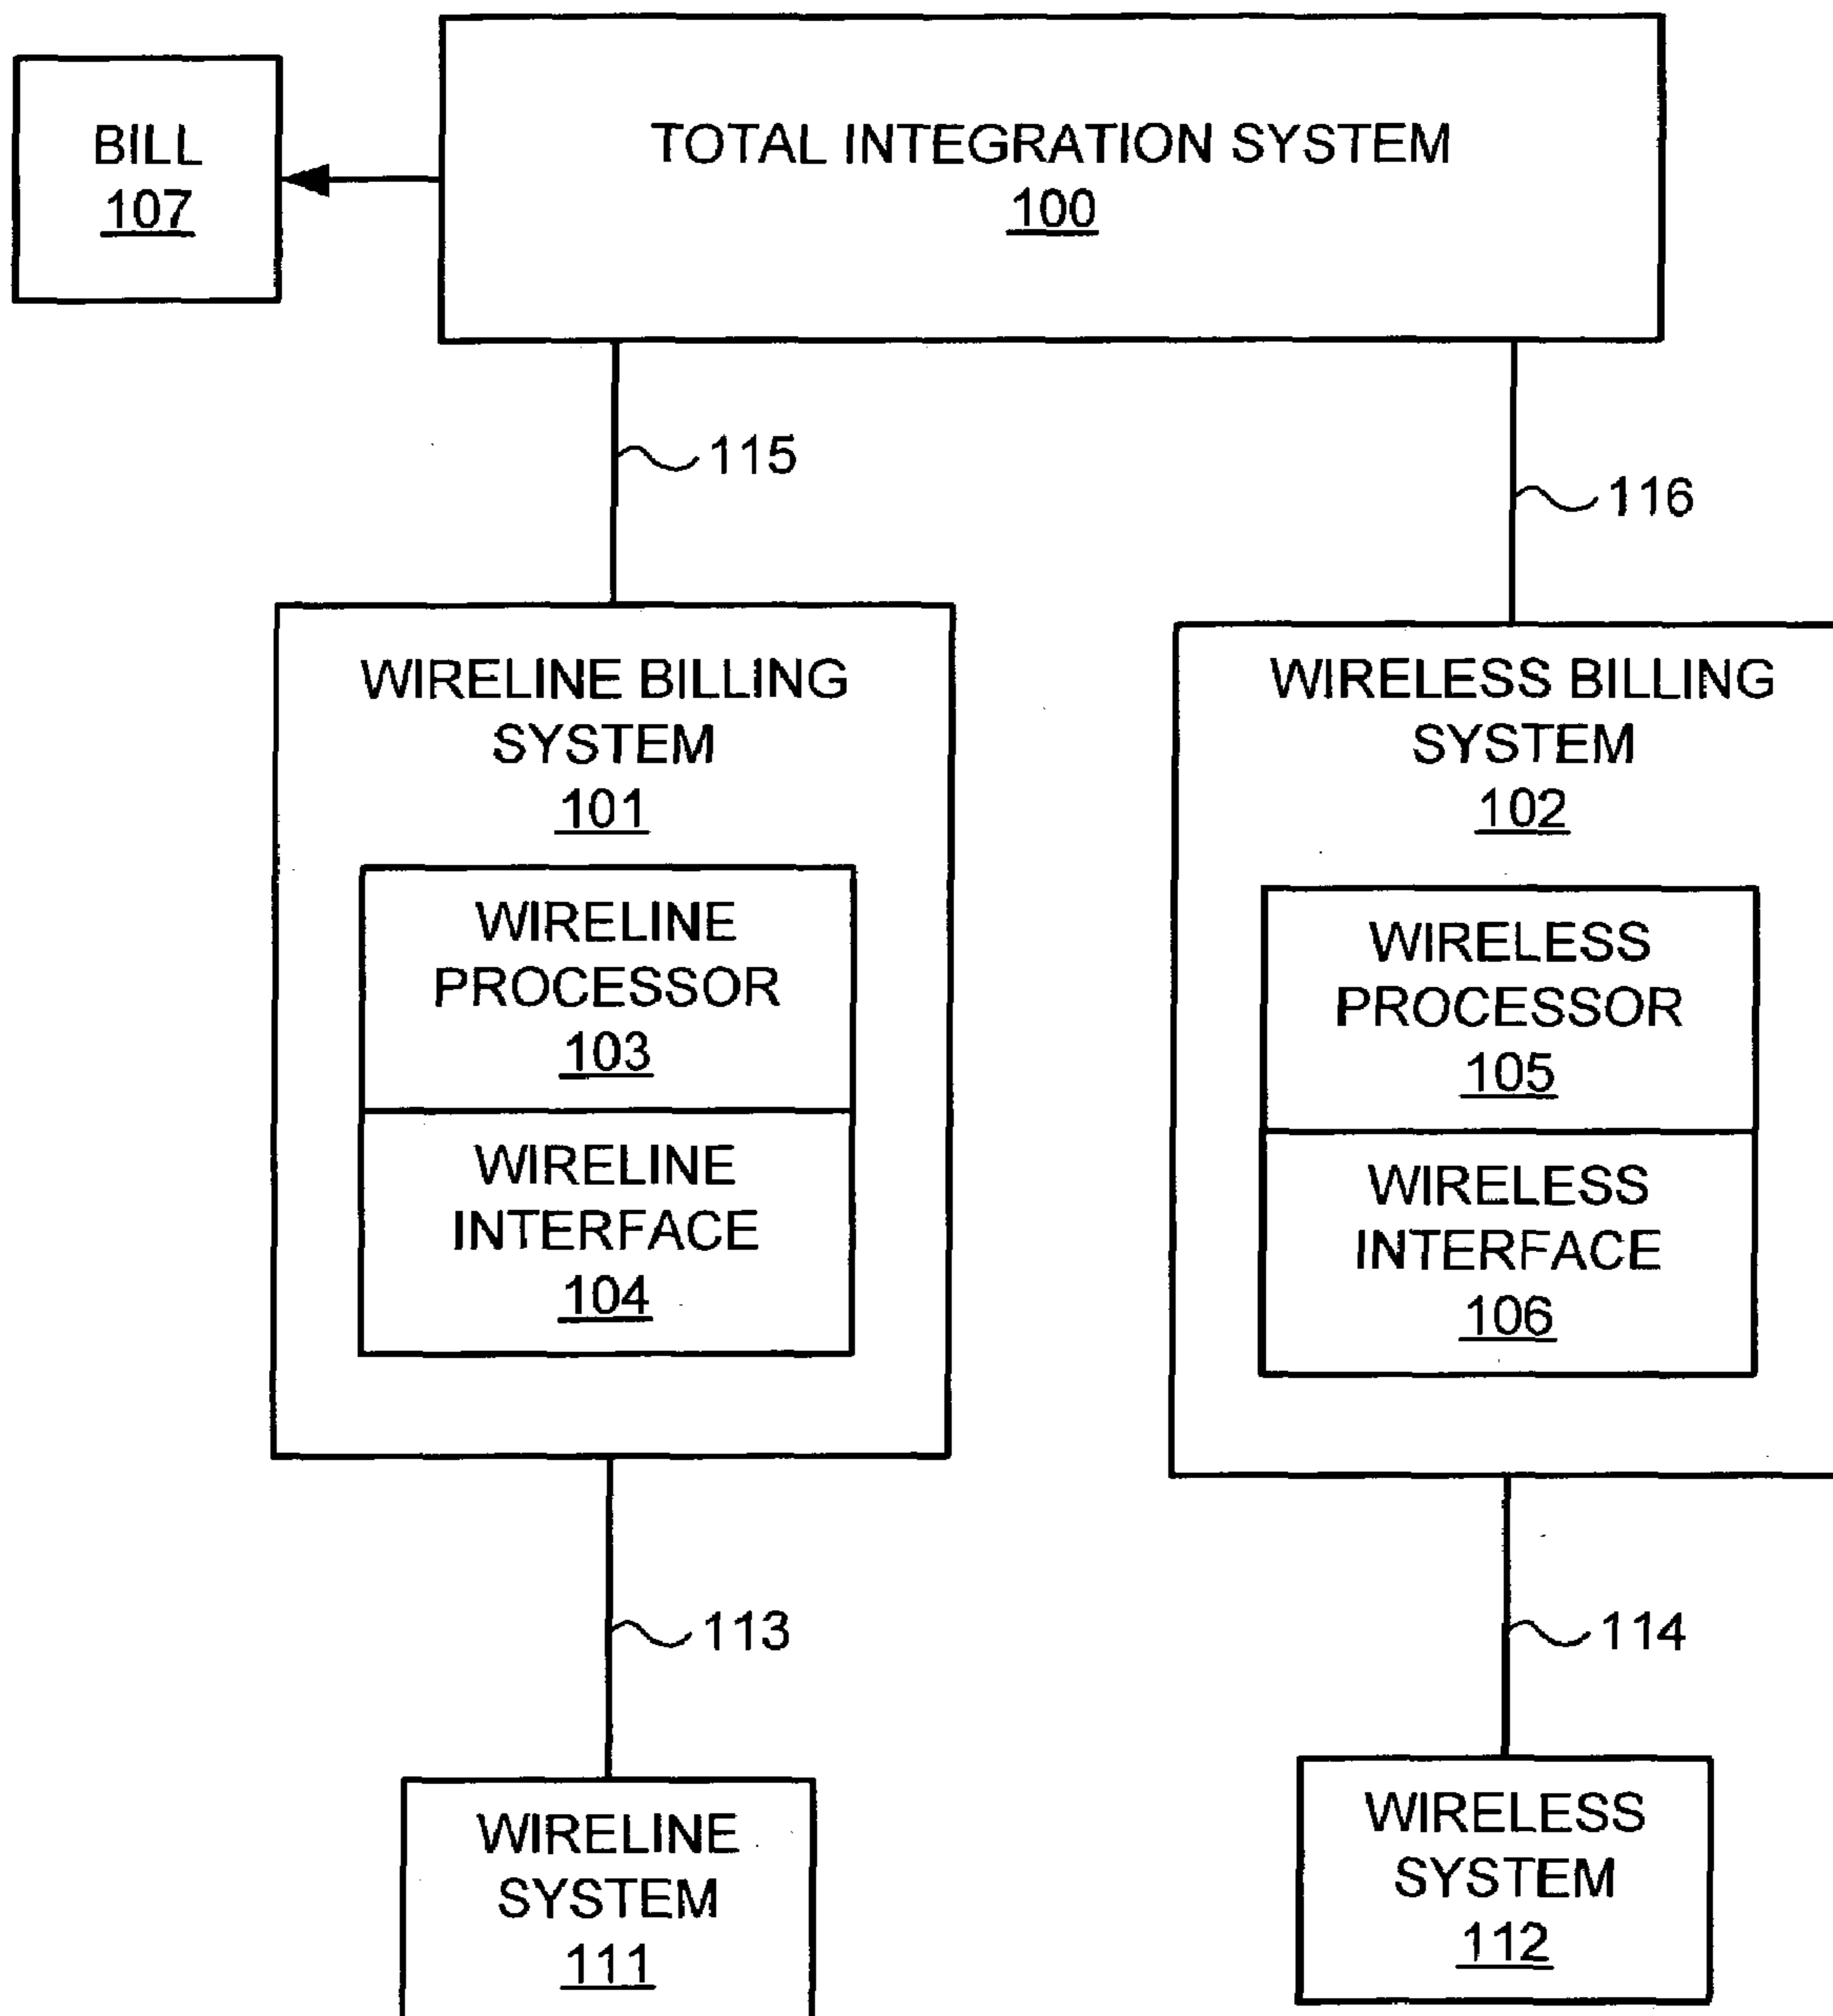 TOTAL INTEGRATION SYSTEM
100
BILL
107
115
116
WIRELINE BILLING
SYSTEM
101
WIRELINE
PROCESSOR
103
WIRELINE
INTERFACE
104
WIRELESS BILLING
SYSTEM
102
WIRELESS
PROCESSOR
105
WIRELESS
INTERFACE
106
113
114
WIRELINE
SYSTEM
111
WIRELESS
SYSTEM
112